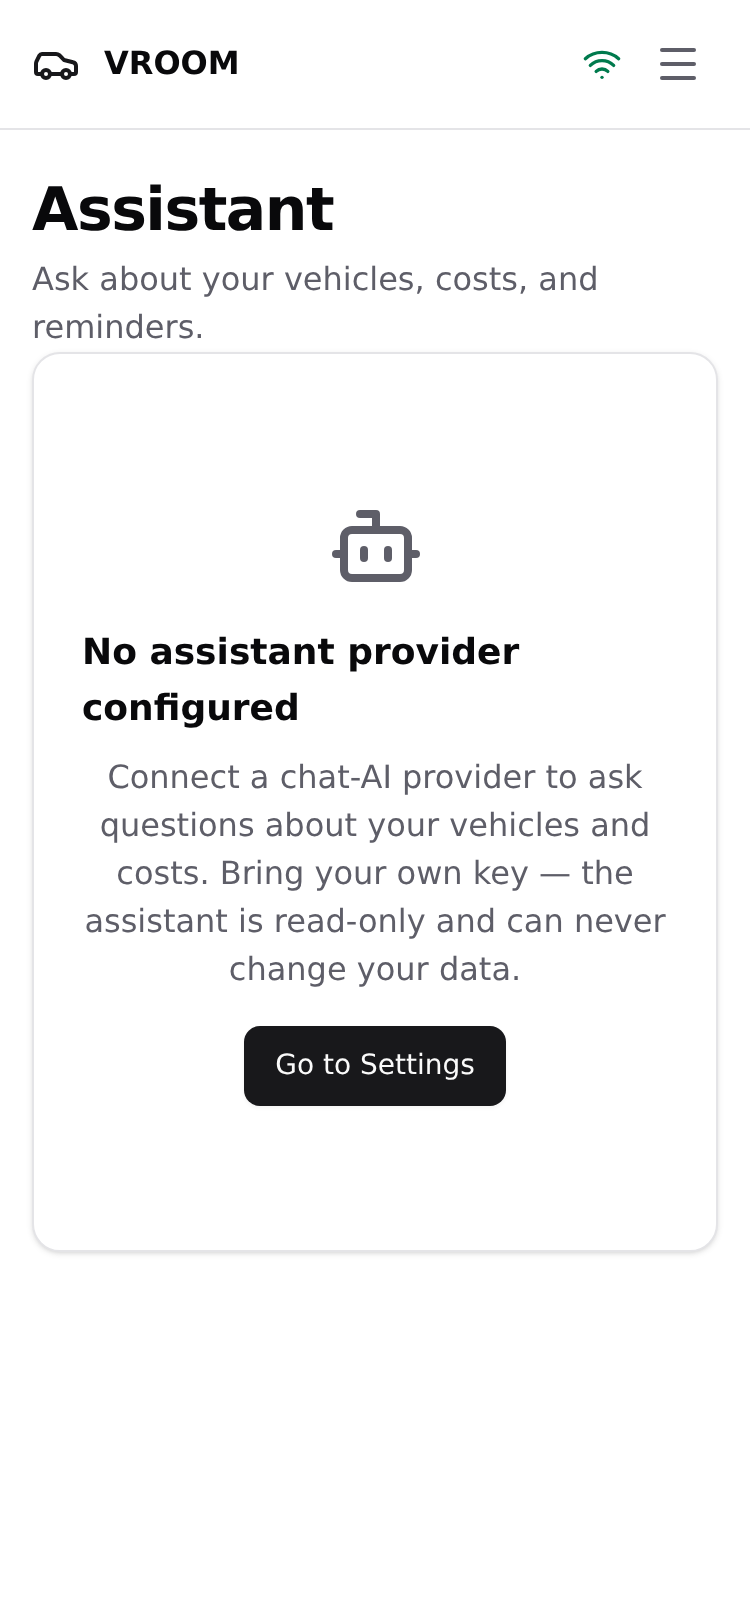 VROOM
Assistant
Ask about your vehicles, costs, and
reminders.
No assistant provider
configured
Connect a chat-AI provider to ask
questions about your vehicles and
costs. Bring your own key — the
assistant is read-only and can never
change your data.
Go to Settings